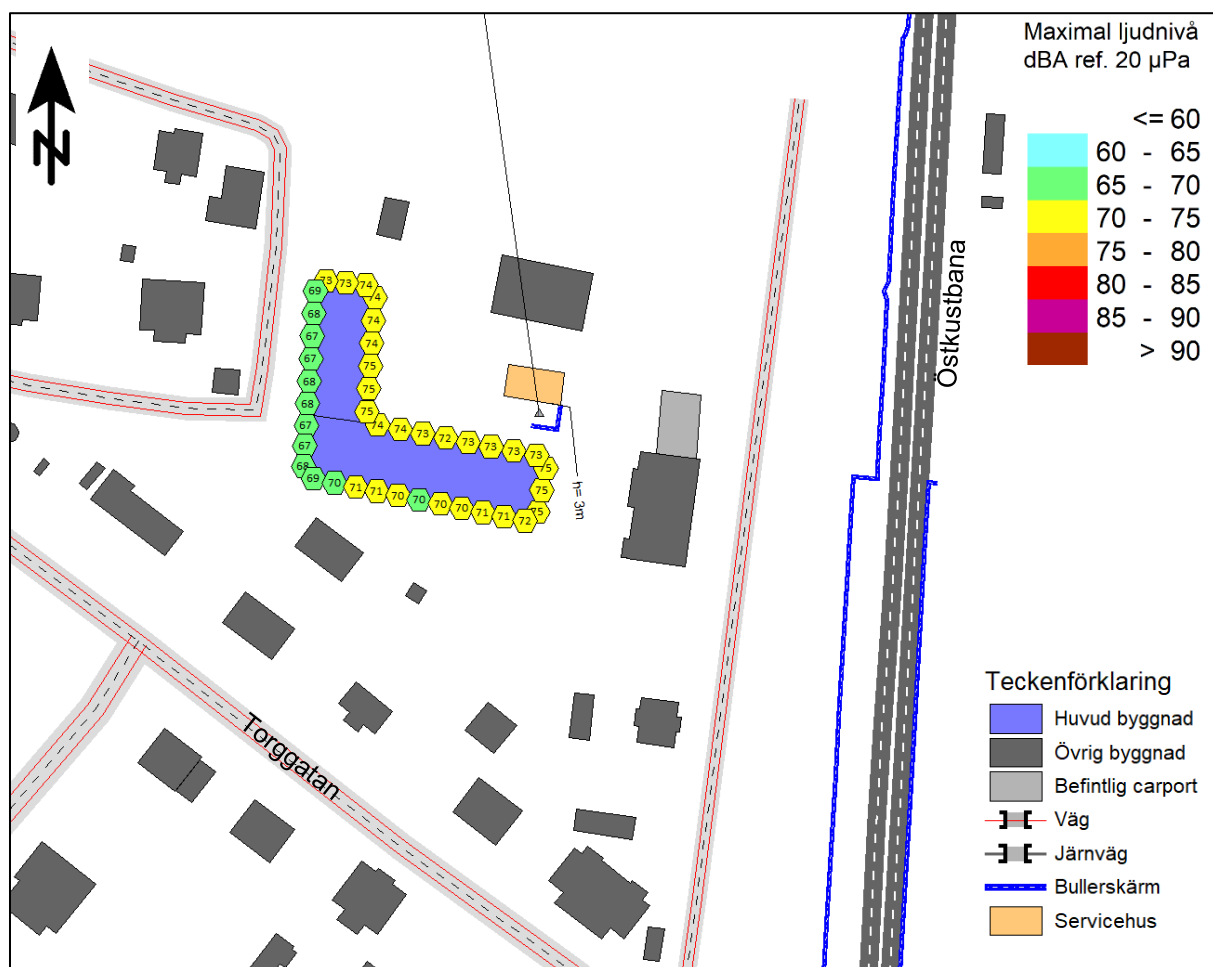 Maximal ljudnivå
dBA ref. 20 µPa
<= 60
60 - 65
65 - 70
70 - 75
75 - 80
80 - 85
85 - 90
> 90
N
Östkustbana
73 73 74
69 74
68 74
67 74
67 75
68 75
68 75
67 74 74 73 72 73 73 73 73
67 75
68 75
69 70 71 71 70 70 70 70 71 71 72 75
h= 3m
Torggatan
Teckenförklaring
Huvud byggnad
Övrig byggnad
Befintlig carport
Väg
Järnväg
Bullerskärm
Servicehus